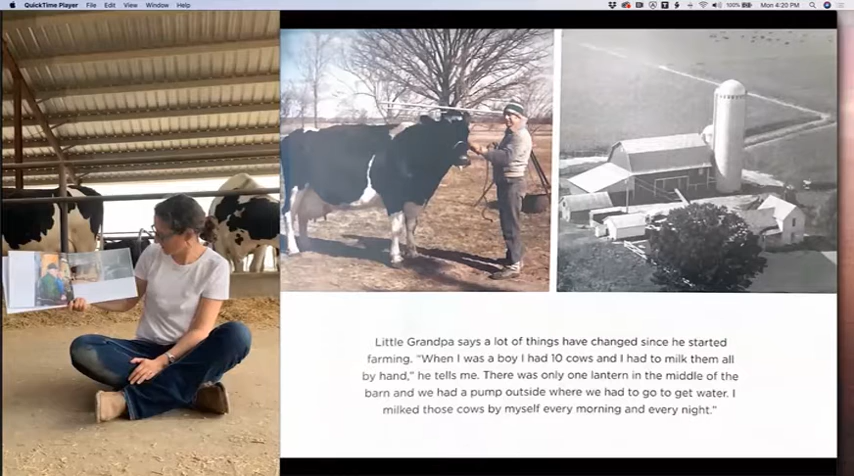 QuickTime Player File Edit View Window Help 100% Mon 4:20 PM
Little Grandpa says a lot of things have changed since he started
farming. "When I was a boy I had 10 cows and I had to milk them all
by hand," he tells me. There was only one lantern in the middle of the
barn and we had a pump outside where we had to go to get water. I
milked those cows by myself every morning and every night."